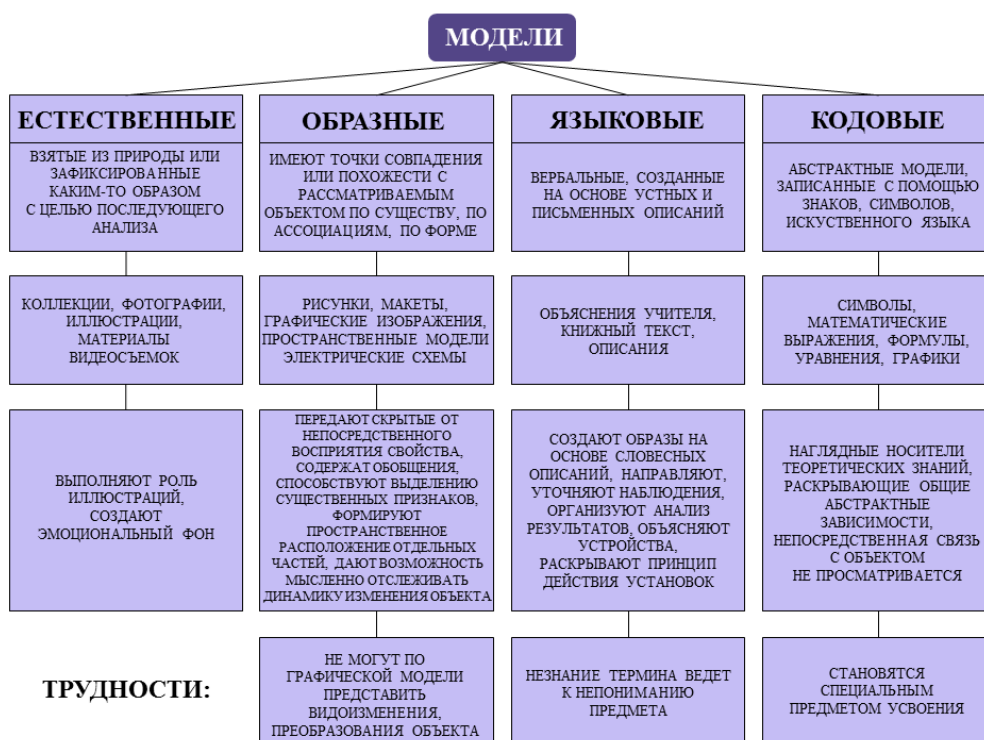 МОДЕЛИ
ЕСТЕСТВЕННЫЕ
ВЗЯТЫЕ ИЗ ПРИРОДЫ ИЛИ
ЗАФИКСИРОВАННЫЕ
КАКИМ-ТО ОБРАЗОМ
С ЦЕЛЬЮ ПОСЛЕДУЮЩЕГО
АНАЛИЗА
КОЛЛЕКЦИИ, ФОТОГРАФИИ,
ИЛЛЮСТРАЦИИ,
МАТЕРИАЛЫ
ВИДЕОСЪЕМОК
ВЫПОЛНЯЮТ РОЛЬ
ИЛЛЮСТРАЦИЙ,
СОЗДАЮТ
ЭМОЦИОНАЛЬНЫЙ ФОН
ОБРАЗНЫЕ
ИМЕЮТ ТОЧКИ СОВПАДЕНИЯ
ИЛИ ПОХОЖЕСТИ С
РАССМАТРИВАЕМЫМ
ОБЪЕКТОМ ПО СУЩЕСТВУ, ПО
АССОЦИАЦИЯМ, ПО ФОРМЕ
РИСУНКИ, МАКЕТЫ,
ГРАФИЧЕСКИЕ ИЗОБРАЖЕНИЯ,
ПРОСТРАНСТВЕННЫЕ МОДЕЛИ
ЭЛЕКТРИЧЕСКИЕ СХЕМЫ
ПЕРЕДАЮТ СКРЫТЫЕ ОТ
НЕПОСРЕДСТВЕННОГО
ВОСПРИЯТИЯ СВОЙСТВА,
СОДЕРЖАТ ОБОБЩЕНИЯ,
СПОСОБСТВУЮТ ВЫДЕЛЕНИЮ
СУЩЕСТВЕННЫХ ПРИЗНАКОВ,
ФОРМИРУЮТ
ПРОСТРАНСТВЕННОЕ
РАСПОЛОЖЕНИЕ ОТДЕЛЬНЫХ
ЧАСТЕЙ, ДАЮТ ВОЗМОЖНОСТЬ
МЫСЛЕННО ОТСЛЕЖИВАТЬ
ДИНАМИКУ ИЗМЕНЕНИЯ ОБЪЕКТА
ЯЗЫКОВЫЕ
ВЕРБАЛЬНЫЕ, СОЗДАННЫЕ
НА ОСНОВЕ УСТНЫХ И
ПИСЬМЕННЫХ ОПИСАНИЙ
ОБЪЯСНЕНИЯ УЧИТЕЛЯ,
КНИЖНЫЙ ТЕКСТ,
ОПИСАНИЯ
СОЗДАЮТ ОБРАЗЫ НА
ОСНОВЕ СЛОВЕСНЫХ
ОПИСАНИЙ, НАПРАВЛЯЮТ,
УТОЧНЯЮТ НАБЛЮДЕНИЯ,
ОРГАНИЗУЮТ АНАЛИЗ
РЕЗУЛЬТАТОВ, ОБЪЯСНЯЮТ
УСТРОЙСТВА,
РАСКРЫВАЮТ ПРИНЦИП
ДЕЙСТВИЯ УСТАНОВОК
КОДОВЫЕ
АБСТРАКТНЫЕ МОДЕЛИ,
ЗАПИСАННЫЕ С ПОМОЩЬЮ
ЗНАКОВ, СИМВОЛОВ,
ИСКУСТВЕННОГО ЯЗЫКА
СИМВОЛЫ,
МАТЕМАТИЧЕСКИЕ
ВЫРАЖЕНИЯ, ФОРМУЛЫ,
УРАВНЕНИЯ, ГРАФИКИ
НАГЛЯДНЫЕ НОСИТЕЛИ
ТЕОРЕТИЧЕСКИХ ЗНАНИЙ,
РАСКРЫВАЮЩИЕ ОБЩИЕ
АБСТРАКТНЫЕ
ЗАВИСИМОСТИ,
НЕПОСРЕДСТВЕННАЯ СВЯЗЬ
С ОБЪЕКТОМ
НЕ ПРОСМАТРИВАЕТСЯ
ТРУДНОСТИ:
НЕ МОГУТ ПО
ГРАФИЧЕСКОЙ МОДЕЛИ
ПРЕДСТАВИТЬ
ВИДОИЗМЕНЕНИЯ,
ПРЕОБРАЗОВАНИЯ ОБЪЕКТА
НЕЗНАНИЕ ТЕРМИНА ВЕДЕТ
К НЕПОНИМАНИЮ
ПРЕДМЕТА
СТАНОВЯТСЯ
СПЕЦИАЛЬНЫМ
ПРЕДМЕТОМ УСВОЕНИЯ